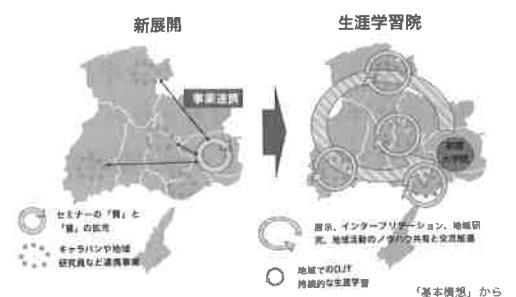 新展開
生涯学習院
事業連携
セミナーの「質」と
「量」の拡充
キャラバンや地域
研究員など連携事業
展示、インタープリテーション、地域研
究、地域活動のノウハウ共有と交流推進
地域でのOJT
持続的な生涯学習
「基本構想」から